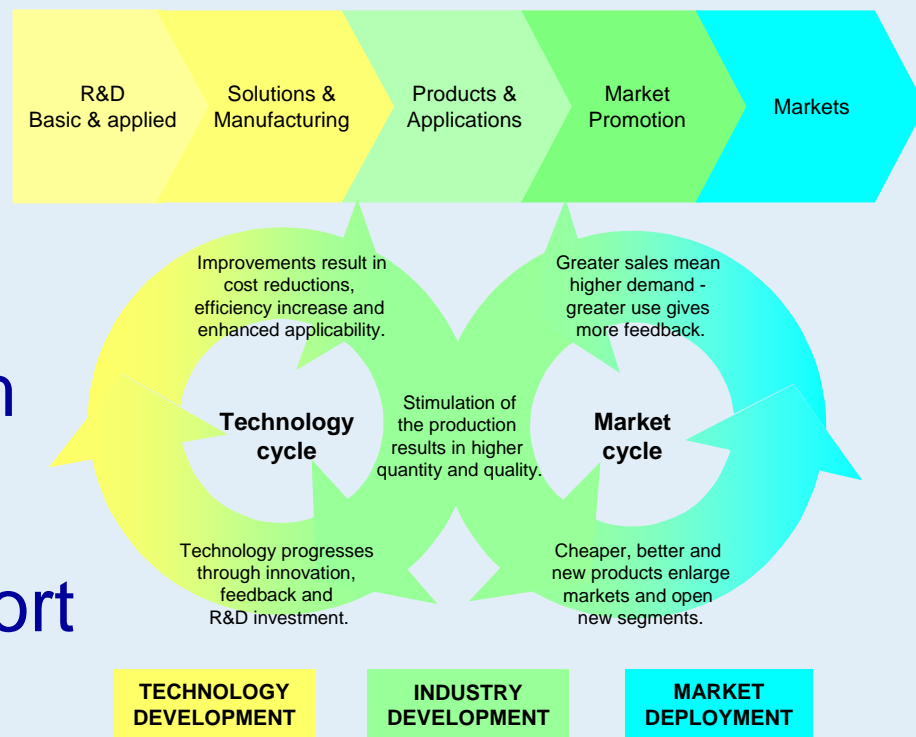 R&D
Basic & applied
Solutions &
Manufacturing
Products &
Applications
Market
Promotion
Markets
Improvements result in
cost reductions,
efficiency increase and
enhanced applicability.
Greater sales mean
higher demand -
greater use gives
more feedback.
Technology
cycle
Stimulation of
the production
results in higher
quantity and quality.
Market
cycle
Technology progresses
through innovation,
feedback and
R&D investment.
Cheaper, better and
new products enlarge
markets and open
new segments.
TECHNOLOGY
DEVELOPMENT
INDUSTRY
DEVELOPMENT
MARKET
DEPLOYMENT